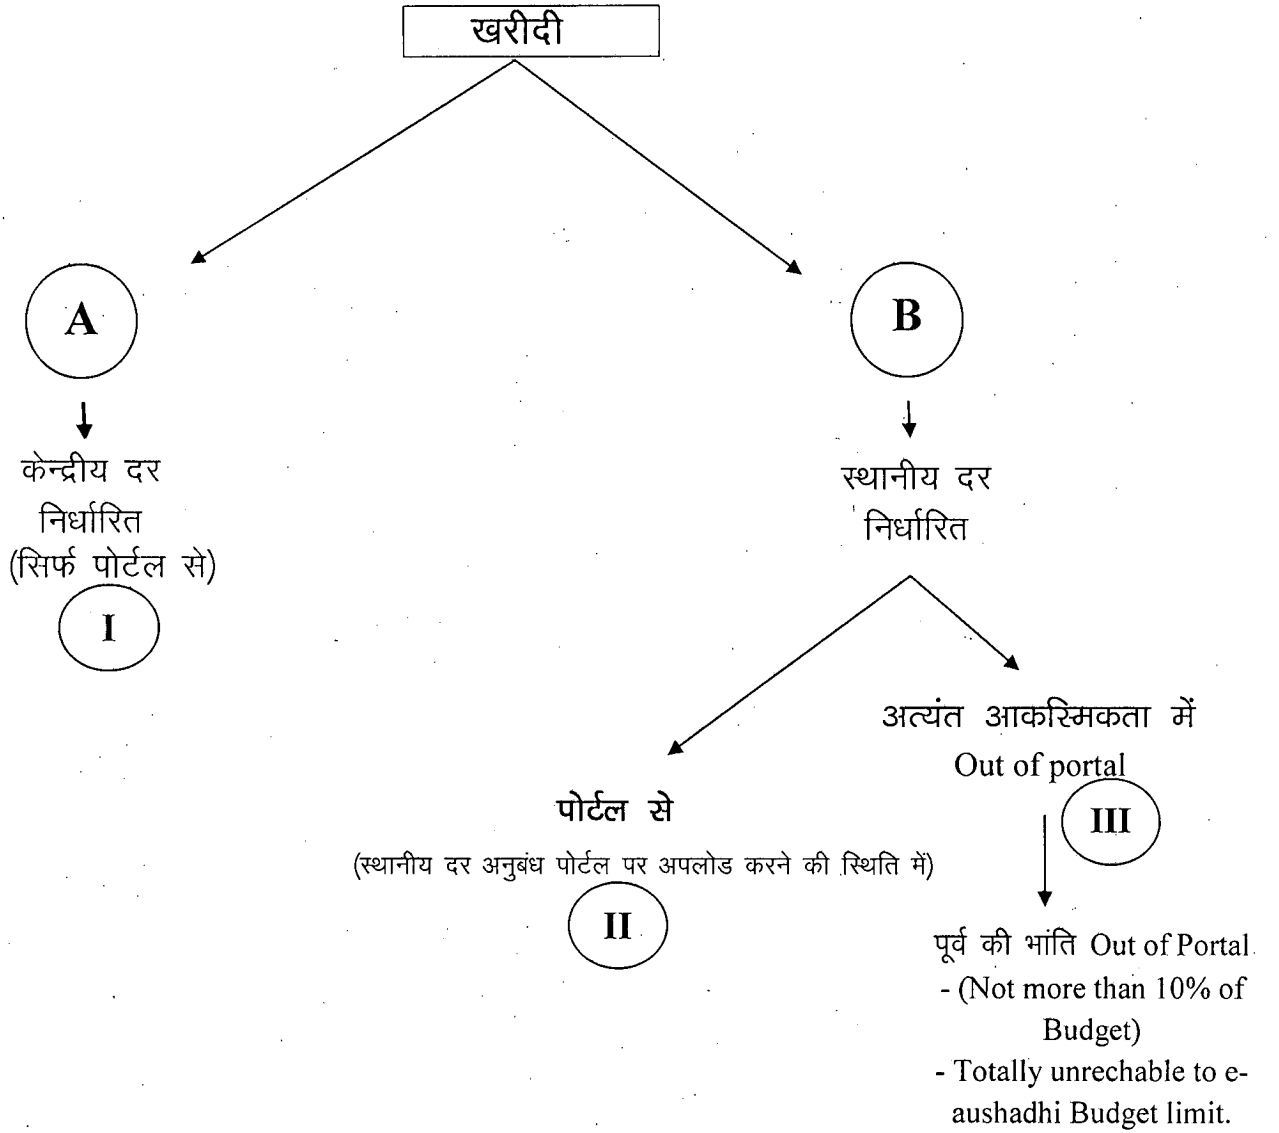 खरीदी
A
केन्द्रीय दर
निर्धारित
(सिर्फ पोर्टल से)
I
B
स्थानीय दर
निर्धारित
पोर्टल से
(स्थानीय दर अनुबंध पोर्टल पर अपलोड करने की स्थिति में)
II
अत्यंत आकस्मिकता में
Out of portal
III
पूर्व की भांति Out of Portal
- (Not more than 10% of
Budget)
- Totally unrechable to e-
aushadhi Budget limit.